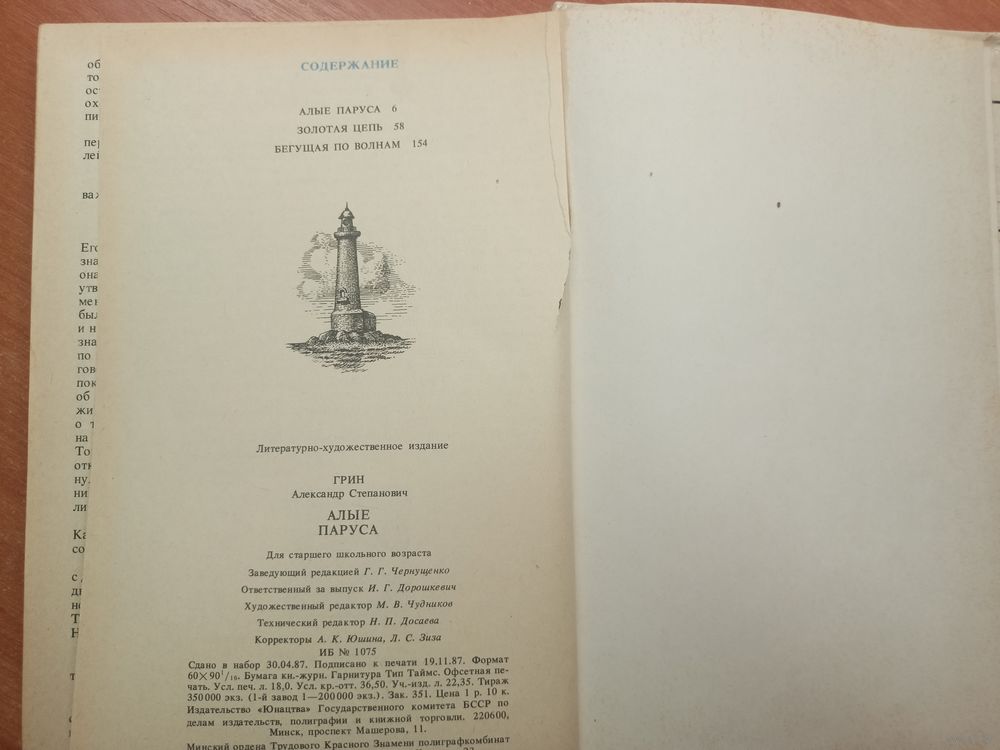 СОДЕРЖАНИЕ
АЛЫЕ ПАРУСА 6
ЗОЛОТАЯ ЦЕПЬ 58
БЕГУЩАЯ ПО ВОЛНАМ 154
Литературно-художественное издание
ГРИН
Александр Степанович
АЛЫЕ
ПАРУСА
Для старшего школьного возраста
Заведующий редакцией Г. Г. Чернущенко
Ответственный за выпуск И. Г. Дорошкевич
Художественный редактор М. В. Чудников
Технический редактор Н. П. Досаева
Корректоры А. К. Юшина, Л. С. Зиза
ИБ № 1075
Сдано в набор 30.04.87. Подписано к печати 19.11.87. Формат
60×90¹/₁₆. Бумага кн.-журн. Гарнитура Тип Таймс. Офсетная пе-
чать. Усл. печ. л. 18,0. Усл. кр.-отт. 36,50. Уч.-изд. л. 22,35. Тираж
350 000 экз. (1-й завод 1—200 000 экз.). Зак. 351. Цена 1 р. 10 к.
Издательство «Юнацтва» Государственного комитета БССР по
делам издательств, полиграфии и книжной торговли. 220600,
Минск, проспект Машерова, 11.
Минский ордена Трудового Красного Знамени полиграфкомбинат